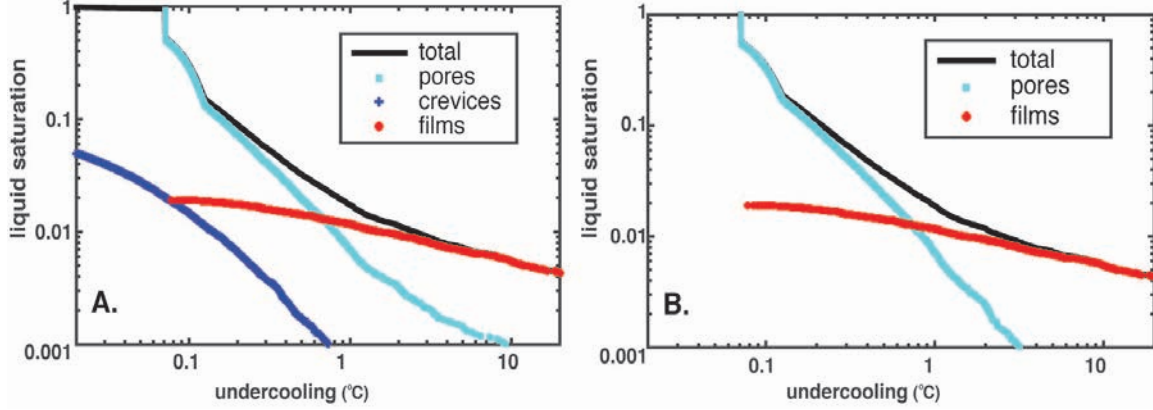 1
0.1
0.01
0.001
liquid saturation
total
pores
crevices
films
A.
0.1
1
10
undercooling (°C)
1
0.1
0.01
0.001
liquid saturation
total
pores
films
B.
0.1
1
10
undercooling (°C)